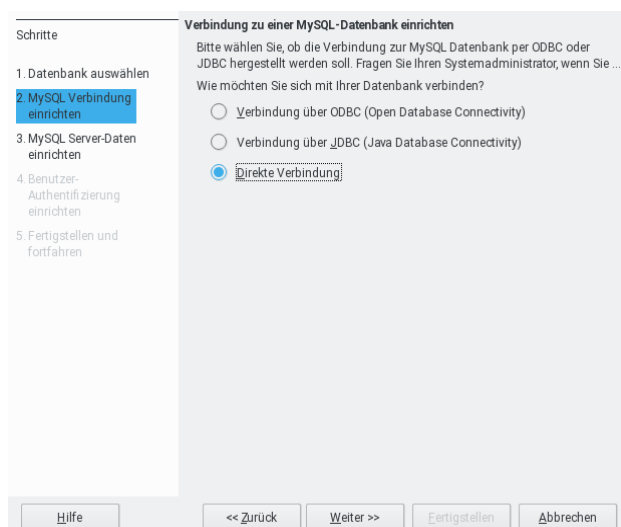 Schritte
1. Datenbank auswählen
2. MySQL Verbindung
einrichten
3. MySQL Server-Daten
einrichten
4. Benutzer-
Authentifizierung
einrichten
5. Fertigstellen und
fortfahren
Verbindung zu einer MySQL-Datenbank einrichten
Bitte wählen Sie, ob die Verbindung zur MySQL Datenbank per ODBC oder
JDBC hergestellt werden soll. Fragen Sie Ihren Systemadministrator, wenn Sie ...
Wie möchten Sie sich mit Ihrer Datenbank verbinden?
Verbindung über ODBC (Open Database Connectivity)
Verbindung über JDBC (Java Database Connectivity)
Direkte Verbindung
Hilfe
<< Zurück
Weiter >>
Fertigstellen
Abbrechen